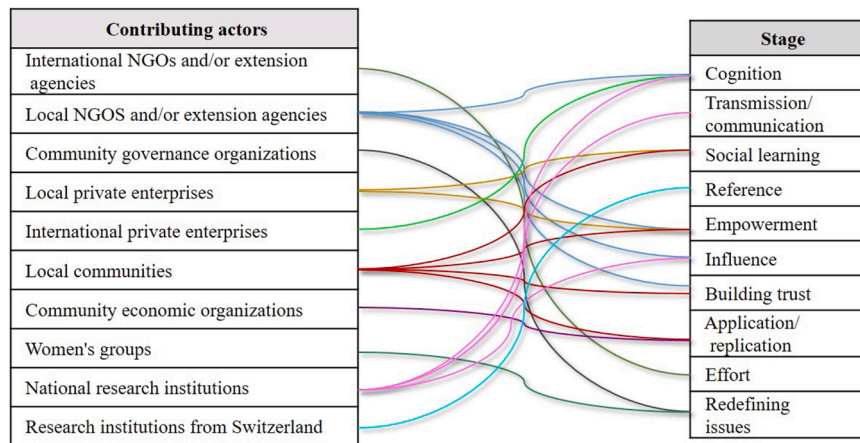 Contributing actors
International NGOs and/or extension
agencies
Local NGOS and/or extension agencies
Community governance organizations
Local private enterprises
International private enterprises
Local communities
Community economic organizations
Women's groups
National research institutions
Research institutions from Switzerland
Stage
Cognition
Transmission/
communication
Social learning
Reference
Empowerment
Influence
Building trust
Application/
replication
Effort
Redefining
issues